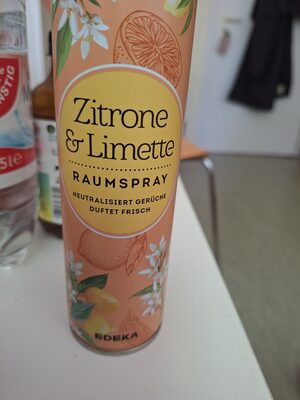 Zitrone
& Limette
RAUMSPRAY
NEUTRALISIERT GERÜCHE
DUFTET FRISCH
EDEKA